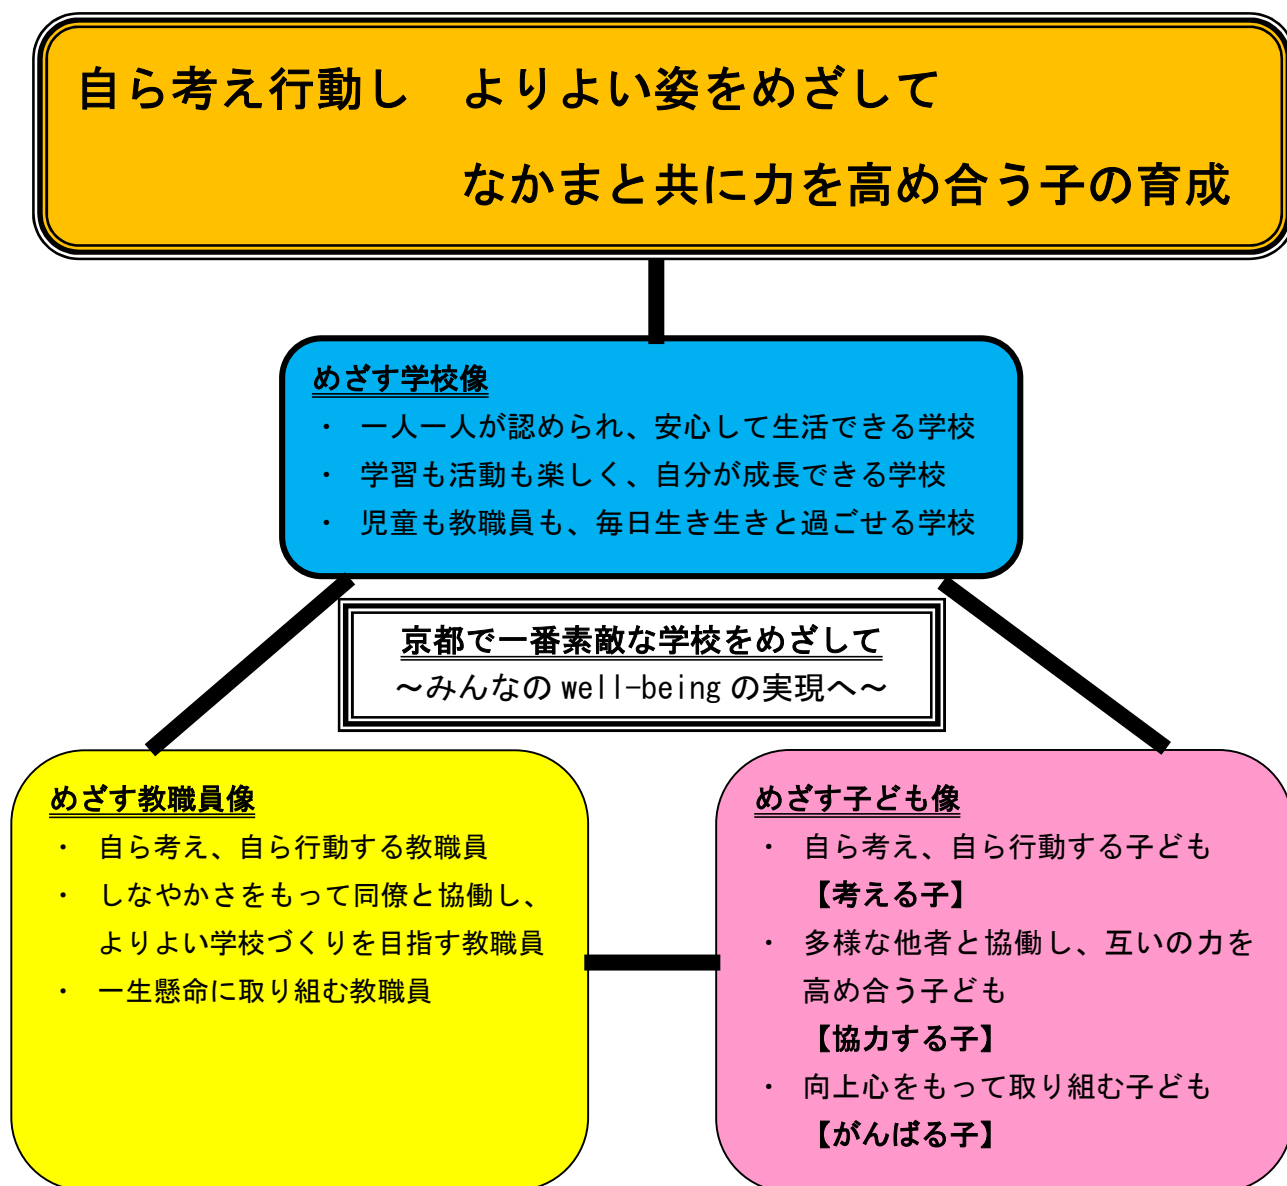 自ら考え行動し　よりよい姿をめざして
なかまと共に力を高め合う子の育成
めざす学校像
・ 一人一人が認められ、安心して生活できる学校
・ 学習も活動も楽しく、自分が成長できる学校
・ 児童も教職員も、毎日生き生きと過ごせる学校
京都で一番素敵な学校をめざして
～みんなの well-being の実現へ～
めざす教職員像
・ 自ら考え、自ら行動する教職員
・ しなやかさをもって同僚と協働し、
よりよい学校づくりを目指す教職員
・ 一生懸命に取り組む教職員
めざす子ども像
・ 自ら考え、自ら行動する子ども
【考える子】
・ 多様な他者と協働し、互いの力を
高め合う子ども
【協力する子】
・ 向上心をもって取り組む子ども
【がんばる子】